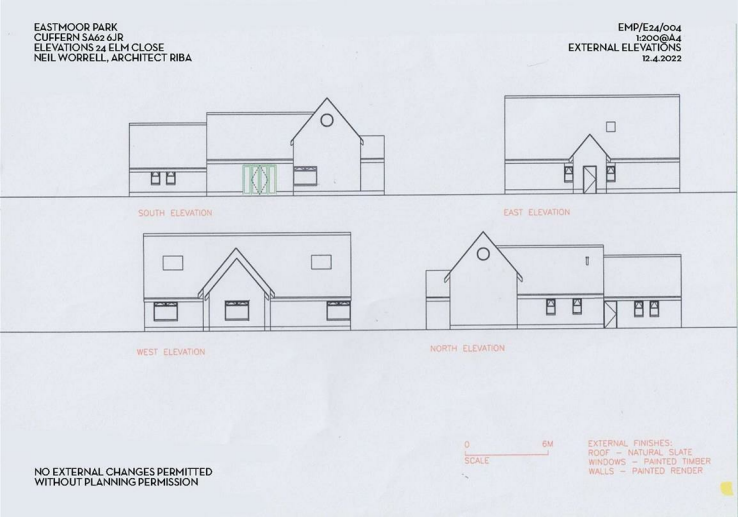 EASTMOOR PARK
CUFFERN SA62 6JR
ELEVATIONS 24 ELM CLOSE
NEIL WORRELL, ARCHITECT RIBA
EMP/E24/004
1:200@A4
EXTERNAL ELEVATIONS
12.4.2022
SOUTH ELEVATION
EAST ELEVATION
WEST ELEVATION
NORTH ELEVATION
0 6M
SCALE
EXTERNAL FINISHES:
ROOF – NATURAL SLATE
WINDOWS – PAINTED TIMBER
WALLS – PAINTED RENDER
NO EXTERNAL CHANGES PERMITTED
WITHOUT PLANNING PERMISSION